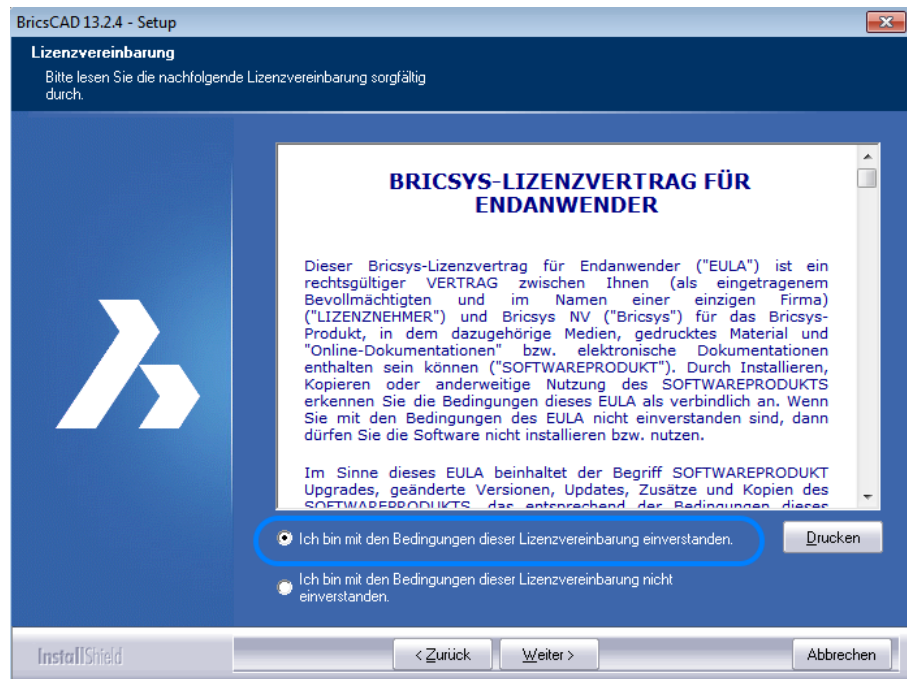 BricsCAD 13.2.4 - Setup
Lizenzvereinbarung
Bitte lesen Sie die nachfolgende Lizenzvereinbarung sorgfältig
durch.
BRICSYS-LIZENZVERTRAG FÜR
ENDANWENDER
Dieser Bricsys-Lizenzvertrag für Endanwender ("EULA") ist ein
rechtsgültiger VERTRAG zwischen Ihnen (als eingetragenem
Bevollmächtigten und im Namen einer einzigen Firma)
("LIZENZNEHMER") und Bricsys NV ("Bricsys") für das Bricsys-
Produkt, in dem dazugehörige Medien, gedrucktes Material und
"Online-Dokumentationen" bzw. elektronische Dokumentationen
enthalten sein können ("SOFTWAREPRODUKT"). Durch Installieren,
Kopieren oder anderweitige Nutzung des SOFTWAREPRODUKTS
erkennen Sie die Bedingungen dieses EULA als verbindlich an. Wenn
Sie mit den Bedingungen des EULA nicht einverstanden sind, dann
dürfen Sie die Software nicht installieren bzw. nutzen.
Im Sinne dieses EULA beinhaltet der Begriff SOFTWAREPRODUKT
Upgrades, geänderte Versionen, Updates, Zusätze und Kopien des
SOFTWAREPRODUKTS, das entsprechend der Bedingungen dieses
Ich bin mit den Bedingungen dieser Lizenzvereinbarung einverstanden.
Drucken
Ich bin mit den Bedingungen dieser Lizenzvereinbarung nicht
einverstanden.
InstallShield
< Zurück
Weiter >
Abbrechen